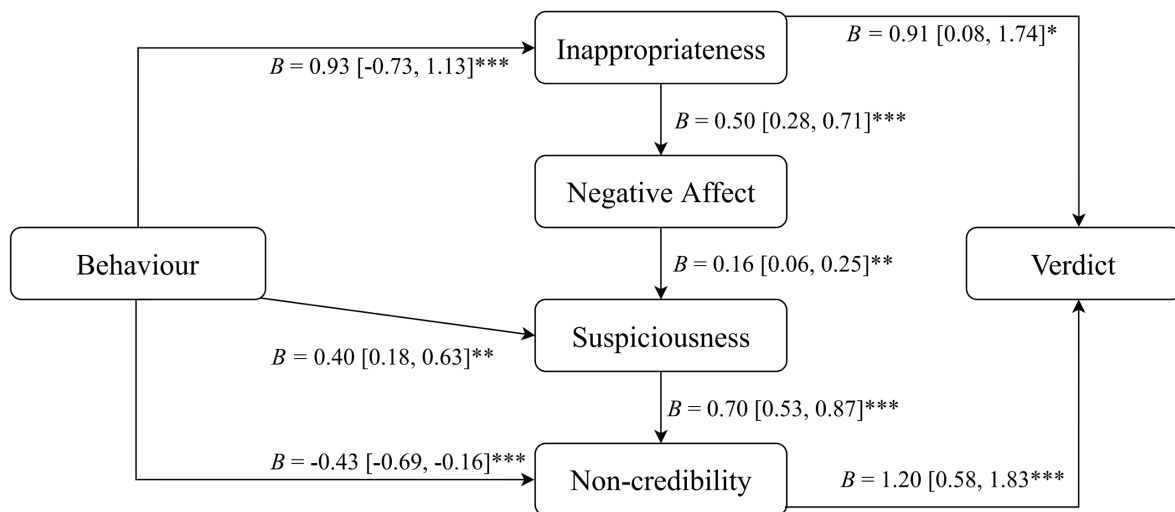 Inappropriateness
B = 0.91 [0.08, 1.74]*
B = 0.93 [-0.73, 1.13]***
B = 0.50 [0.28, 0.71]***
Negative Affect
Behaviour
B = 0.16 [0.06, 0.25]**
Verdict
Suspiciousness
B = 0.40 [0.18, 0.63]**
B = 0.70 [0.53, 0.87]***
B = -0.43 [-0.69, -0.16]***
Non-credibility
B = 1.20 [0.58, 1.83***